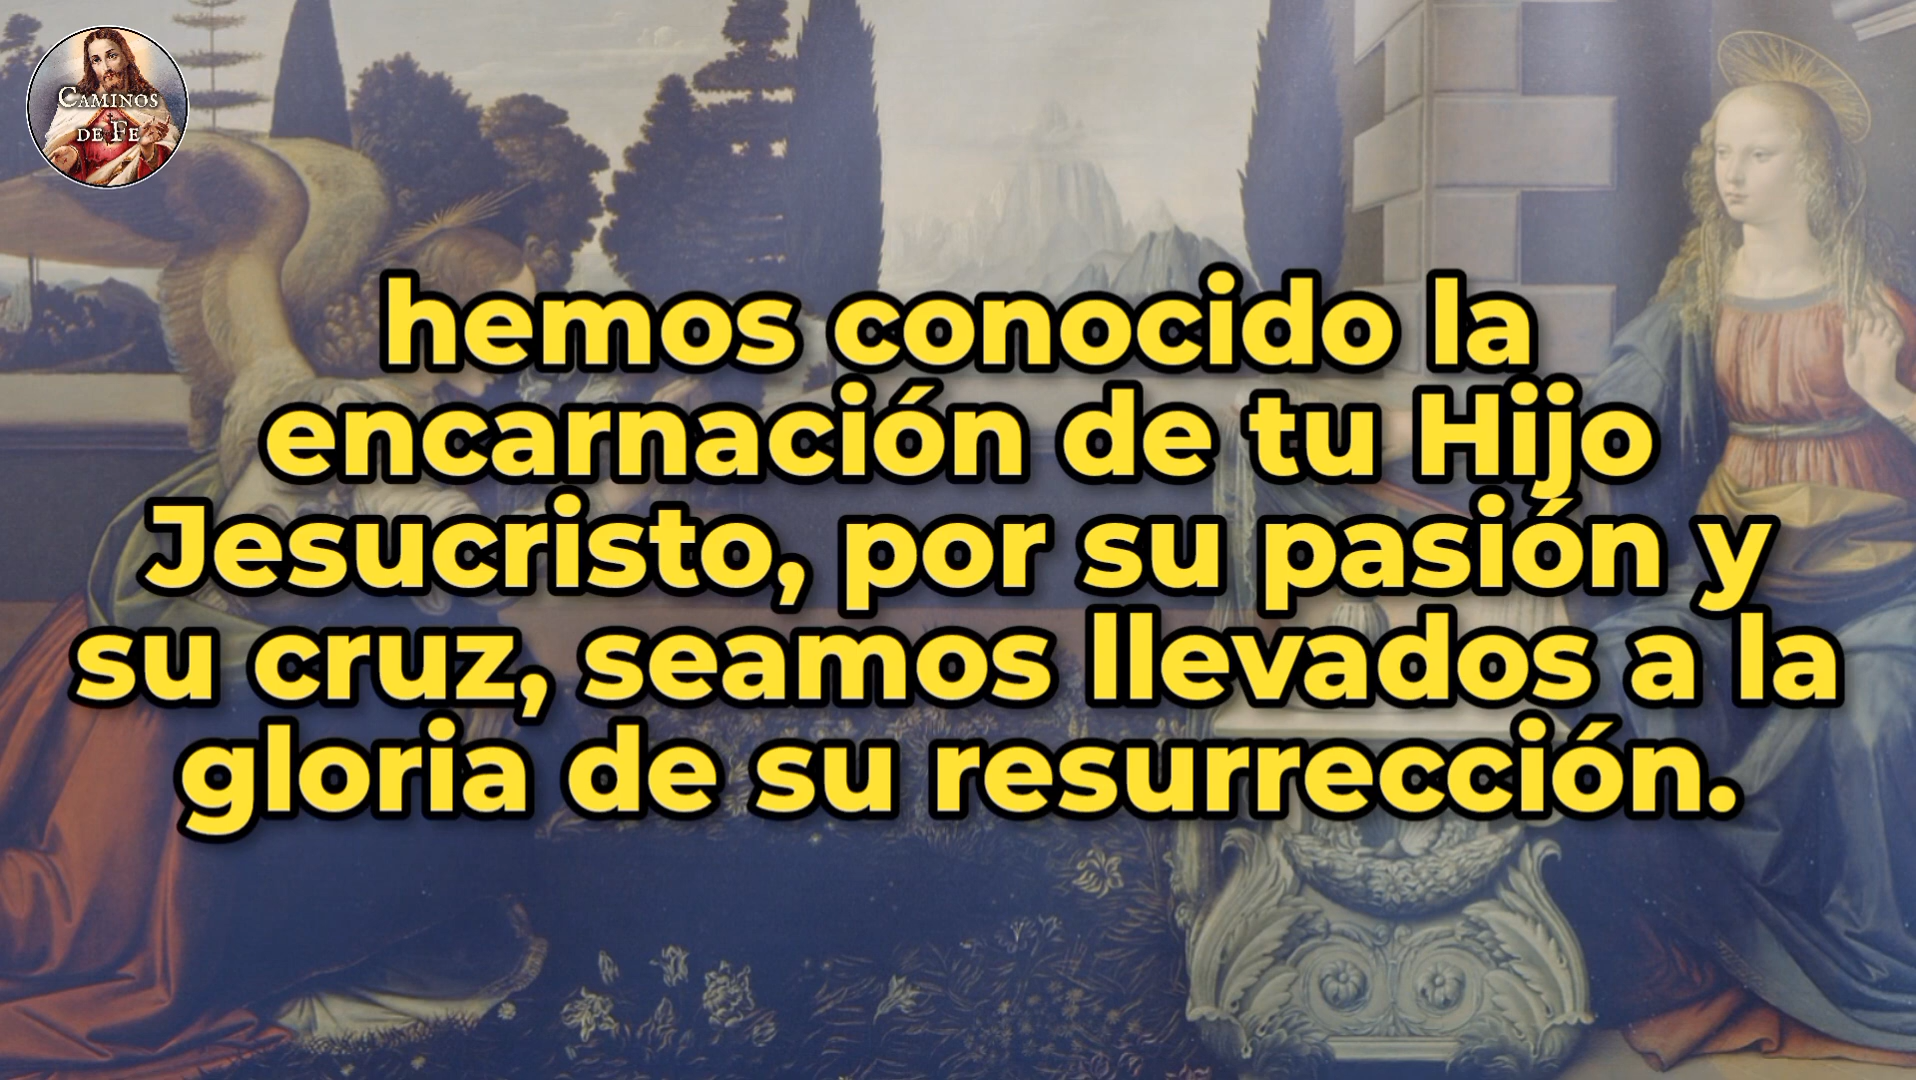 CAMINOS
DE FE
hemos conocido la
encarnación de tu Hijo
Jesucristo, por su pasión y
su cruz, seamos llevados a la
gloria de su resurrección.